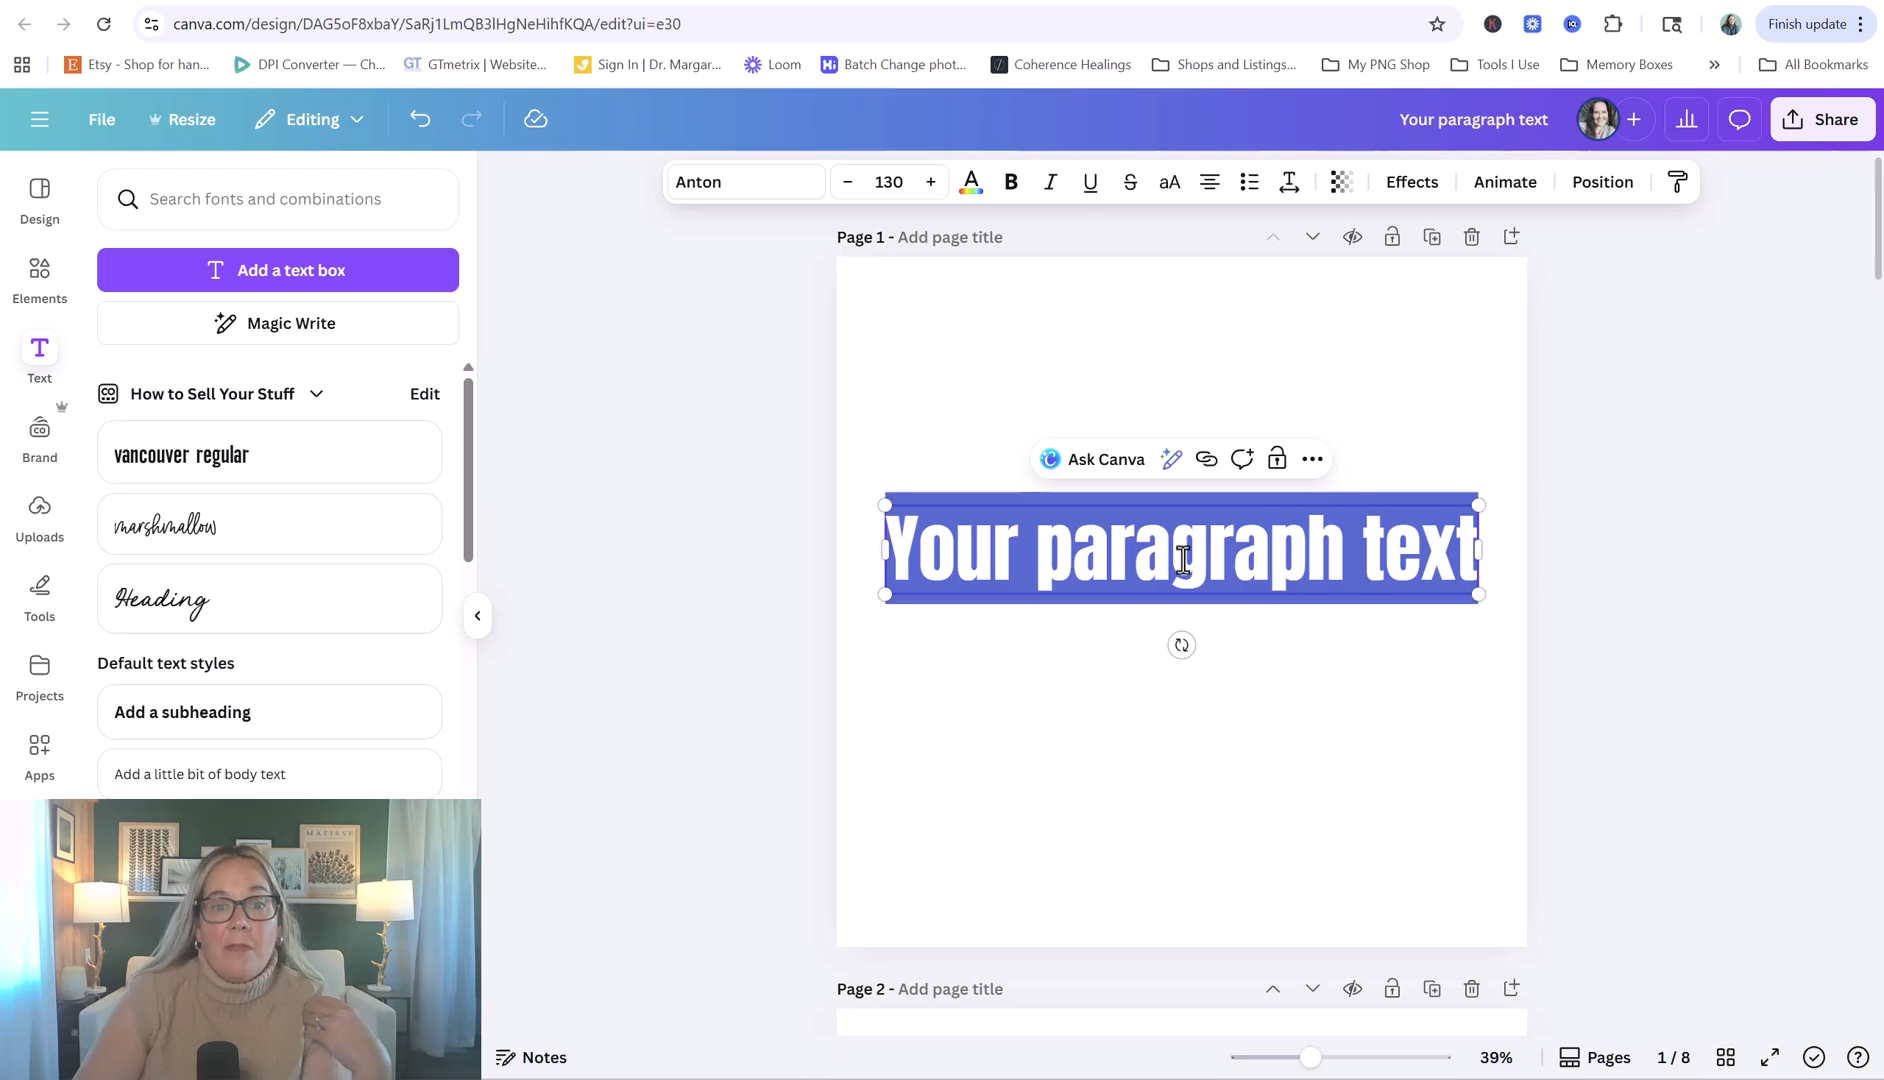 canva.com/design/DAG5oF8xbaY/SaRj1LmQB3lHgNeHihfKQA/edit?ui=e30
Finish update
Etsy - Shop for han...
DPI Converter — Ch...
GTmetrix | Website...
Sign In | Dr. Margar...
Loom
Batch Change phot...
Coherence Healings
Shops and Listings...
My PNG Shop
Tools I Use
Memory Boxes
All Bookmarks
File
Resize
Editing
Your paragraph text
Share
Design
Elements
Text
Brand
Uploads
Tools
Projects
Apps
Search fonts and combinations
Add a text box
Magic Write
How to Sell Your Stuff
Edit
vancouver regular
marshmallow
Heading
Default text styles
Add a subheading
Add a little bit of body text
Anton
- 130 +
Effects
Animate
Position
Page 1 - Add page title
Ask Canva
Your paragraph text
Page 2 - Add page title
MATISSE
Notes
39%
Pages
1 / 8